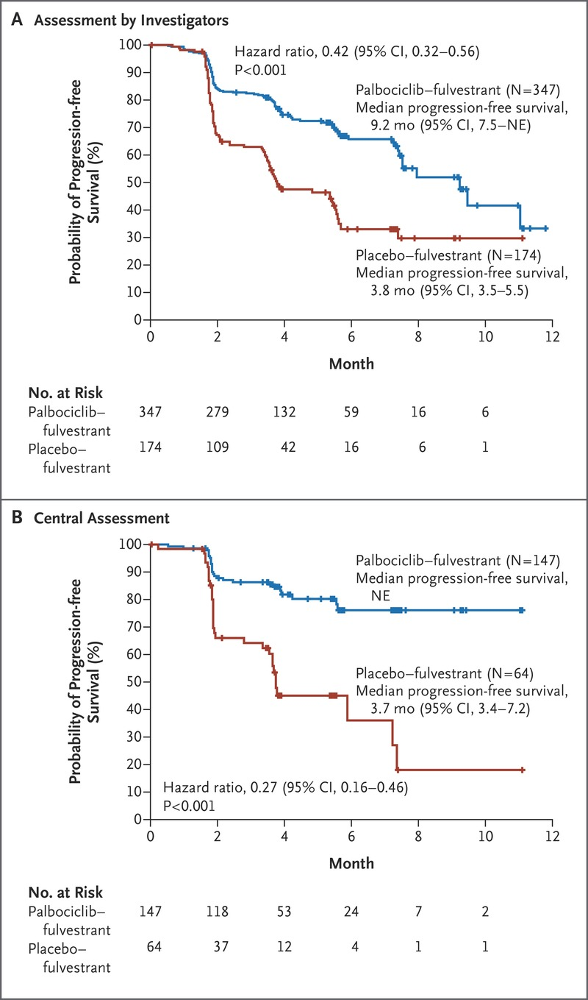 A Assessment by Investigators
100
90
80
70
60
50
40
30
20
10
0
Probability of Progression-free
Survival (%)
Hazard ratio, 0.42 (95% CI, 0.32–0.56)
P<0.001
Palbociclib–fulvestrant (N=347)
Median progression-free survival,
9.2 mo (95% CI, 7.5–NE)
Placebo–fulvestrant (N=174)
Median progression-free survival,
3.8 mo (95% CI, 3.5–5.5)
0 2 4 6 8 10 12
Month
No. at Risk
Palbociclib– 347 279 132 59 16 6
fulvestrant
Placebo– 174 109 42 16 6 1
fulvestrant
B Central Assessment
100
90
80
70
60
50
40
30
20
10
0
Probability of Progression-free
Survival (%)
Palbociclib–fulvestrant (N=147)
Median progression-free survival,
NE
Placebo–fulvestrant (N=64)
Median progression-free survival,
3.7 mo (95% CI, 3.4–7.2)
Hazard ratio, 0.27 (95% CI, 0.16–0.46)
P<0.001
0 2 4 6 8 10 12
Month
No. at Risk
Palbociclib– 147 118 53 24 7 2
fulvestrant
Placebo– 64 37 12 4 1 1
fulvestrant